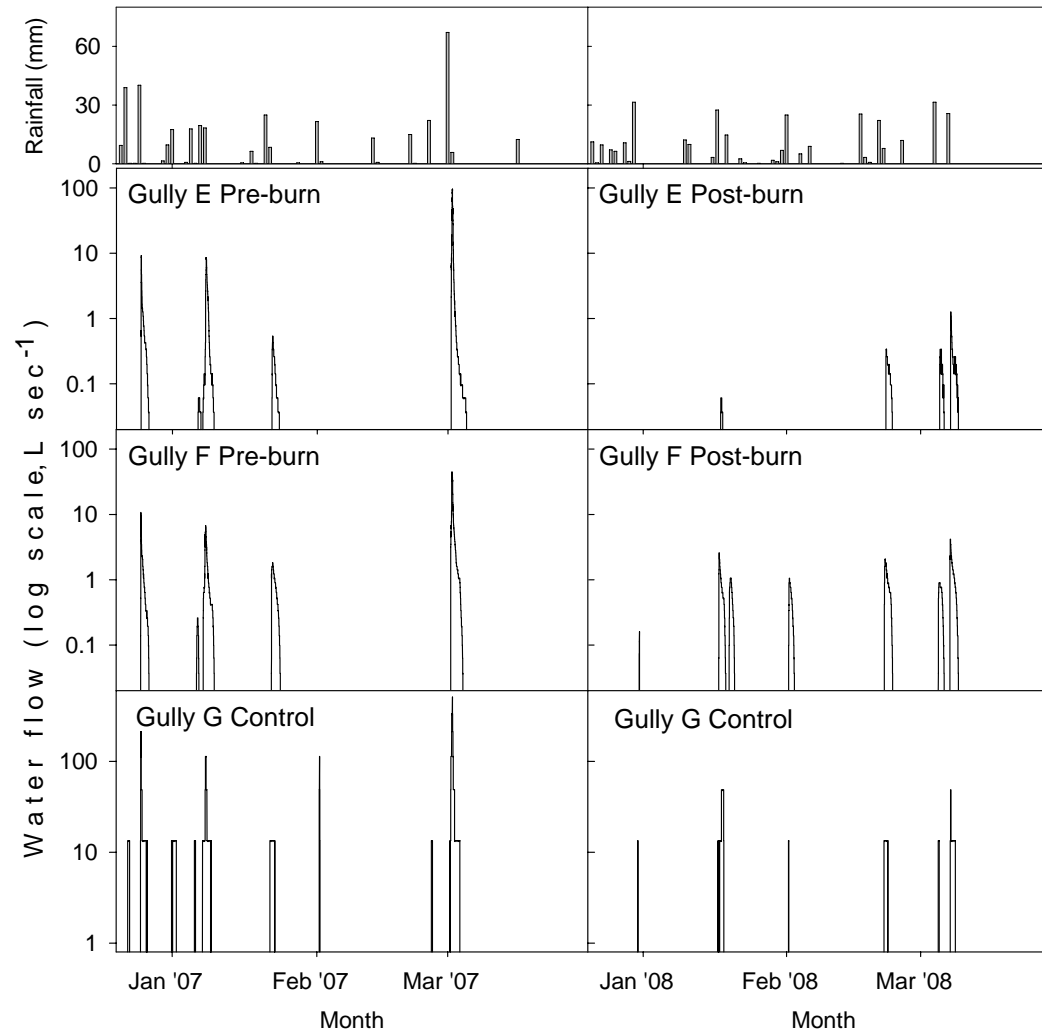 Rainfall (mm)
60
30
0
Water flow (log scale, L sec-1)
100
10
1
0.1
Gully E Pre-burn
Gully E Post-burn
100
10
1
0.1
Gully F Pre-burn
Gully F Post-burn
100
10
1
Gully G Control
Gully G Control
Jan '07
Feb '07
Mar '07
Jan '08
Feb '08
Mar '08
Month
Month